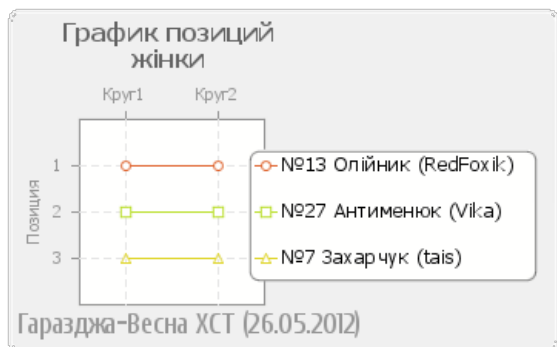 График позиций
жінки
Круг1 Круг2
Позиция
1
2
3
№13 Олійник (RedFoxik)
№27 Антименюк (Vika)
№7 Захарчук (tais)
Гаразджа-Весна ХСТ (26.05.2012)